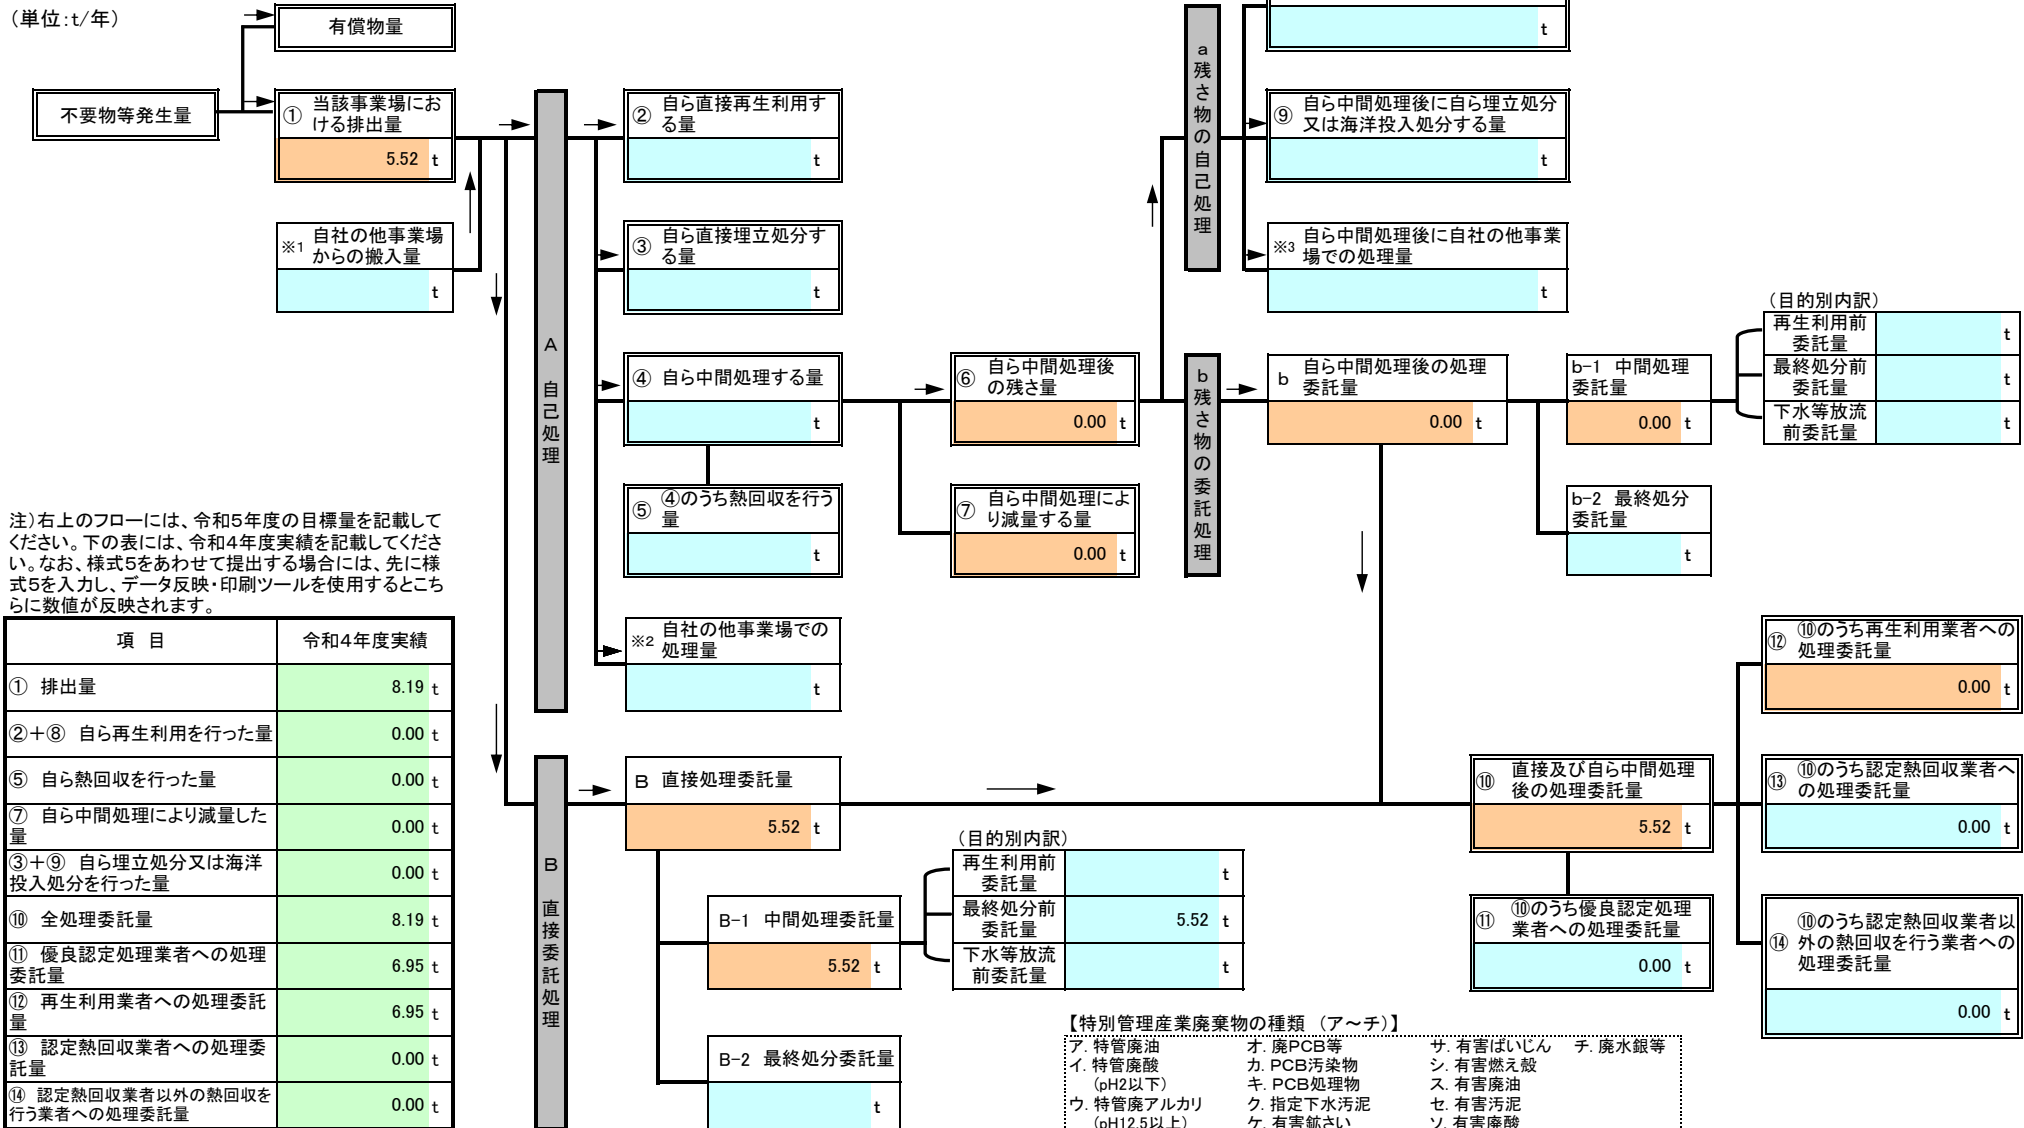 （単位：t/年）
有償物量
不要物等発生量
① 当該事業場にお
ける排出量
5.52 t
※1 自社の他事業場
からの搬入量
t
A 自己処理
② 自ら直接再生利用す
る量
t
③ 自ら直接埋立処分す
る量
t
④ 自ら中間処理する量
t
⑤ ④のうち熱回収を行う
量
t
※2 自社の他事業場での
処理量
t
⑥ 自ら中間処理後
の残さ量
0.00 t
⑦ 自ら中間処理によ
り減量する量
0.00 t
a 残さ物の自己処理
t
⑨ 自ら中間処理後に自ら埋立処分
又は海洋投入処分する量
t
※3 自ら中間処理後に自社の他事業
場での処理量
t
b 残さ物の委託処理
b 自ら中間処理後の処理
委託量
0.00 t
b-1 中間処理
委託量
0.00 t
b-2 最終処分
委託量
t
（目的別内訳）
再生利用前
委託量
t
最終処分前
委託量
t
下水等放流
前委託量
t
注）右上のフローには、令和５年度の目標量を記載して
ください。下の表には、令和４年度実績を記載してくださ
い。なお、様式５をあわせて提出する場合には、先に様
式５を入力し、データ反映・印刷ツールを使用するとこち
らに数値が反映されます。
項 目 令和４年度実績
① 排出量 8.19 t
②＋⑧ 自ら再生利用を行った量 0.00 t
⑤ 自ら熱回収を行った量 0.00 t
⑦ 自ら中間処理により減量した
量 0.00 t
③＋⑨ 自ら埋立処分又は海洋
投入処分を行った量 0.00 t
⑩ 全処理委託量 8.19 t
⑪ 優良認定処理業者への処理
委託量 6.95 t
⑫ 再生利用業者への処理委託
量 6.95 t
⑬ 認定熱回収業者への処理委
託量 0.00 t
⑭ 認定熱回収業者以外の熱回収を
行う業者への処理委託量 0.00 t
B 直接委託処理
B 直接処理委託量
5.52 t
B-1 中間処理委託量
5.52 t
B-2 最終処分委託量
t
（目的別内訳）
再生利用前
委託量
t
最終処分前
委託量
5.52 t
下水等放流
前委託量
t
⑩ 直接及び自ら中間処理
後の処理委託量
5.52 t
⑪ ⑩のうち優良認定処理
業者への処理委託量
0.00 t
⑫ ⑩のうち再生利用業者への
処理委託量
0.00 t
⑬ ⑩のうち認定熱回収業者へ
の処理委託量
0.00 t
⑭ ⑩のうち認定熱回収業者以
外の熱回収を行う業者への
処理委託量
0.00 t
【特別管理産業廃棄物の種類 （ア～チ）】
ア. 特管廃油 オ. 廃PCB等 サ. 有害ばいじん チ. 廃水銀等
イ. 特管廃酸 カ. PCB汚染物 シ. 有害燃え殻
（pH2以下） キ. PCB処理物 ス. 有害廃油
ウ. 特管廃アルカリ ク. 指定下水汚泥 セ. 有害汚泥
（pH12.5以上） ケ. 有害鉱さい ソ. 有害廃酸